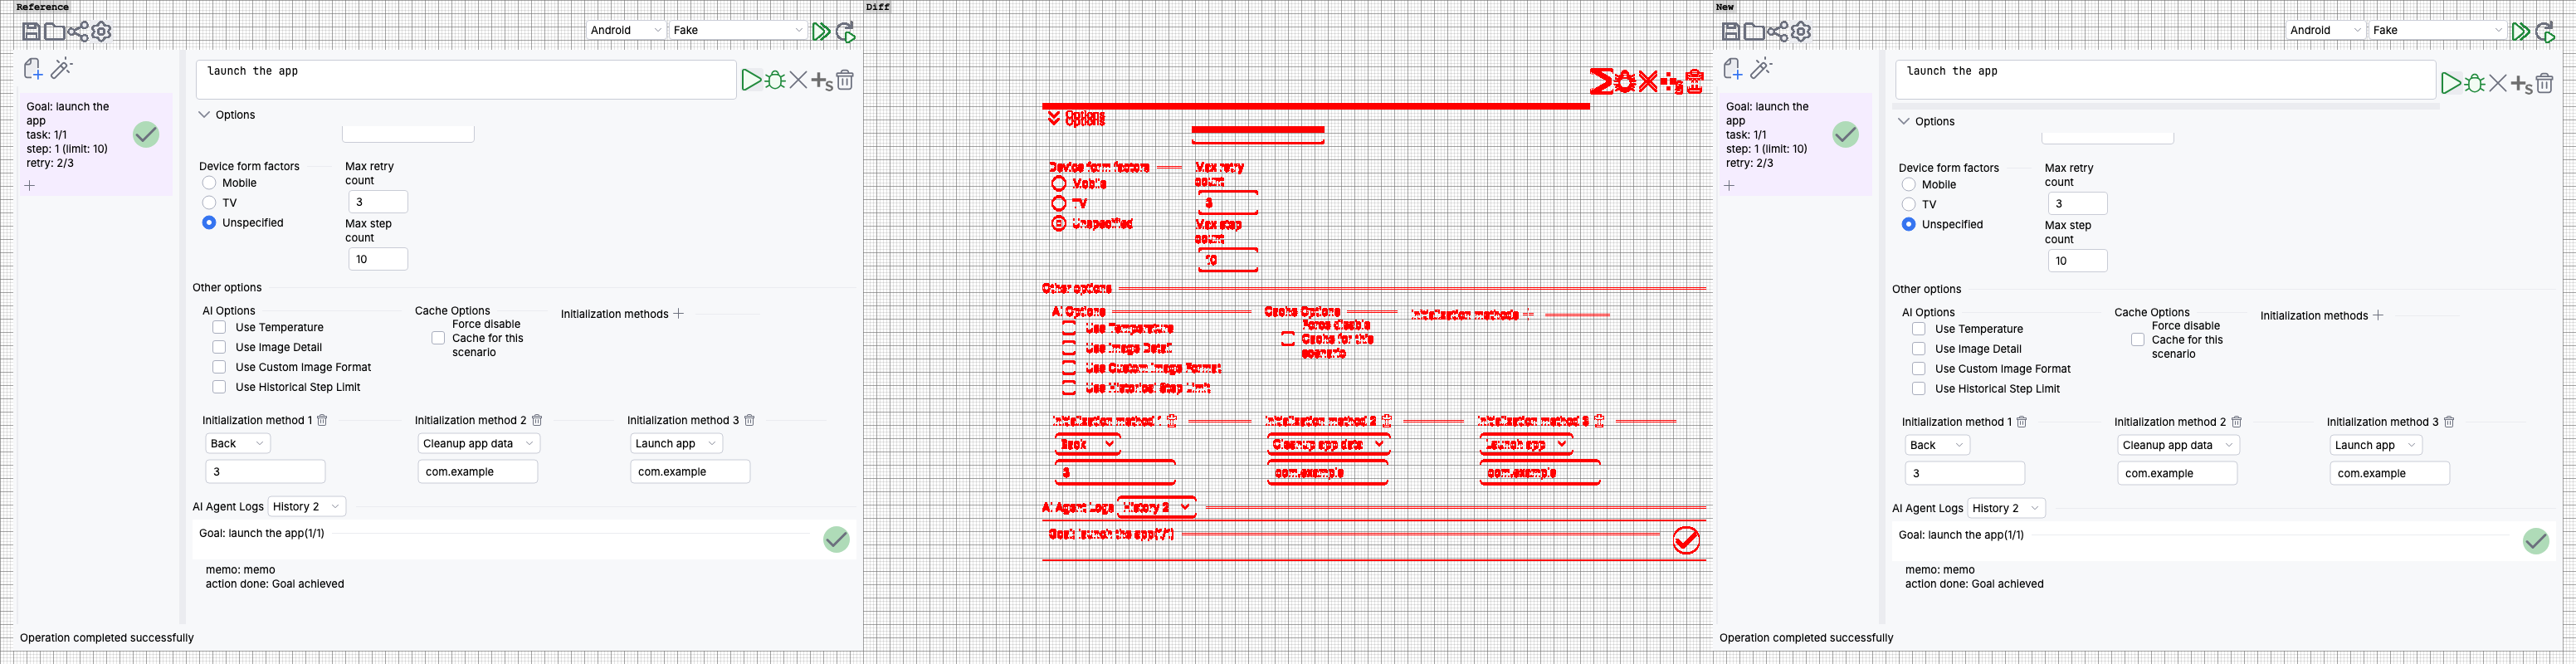 Reference
Android
Fake
launch the app
Goal: launch the
app
task: 1/1
step: 1 (limit: 10)
retry: 2/3
Options
Device form factors
Mobile
TV
Unspecified
Max retry
count
3
Max step
count
10
Other options
AI Options
Use Temperature
Use Image Detail
Use Custom Image Format
Use Historical Step Limit
Cache Options
Force disable
Cache for this
scenario
Initialization methods
Initialization method 1
Back
3
Initialization method 2
Cleanup app data
com.example
Initialization method 3
Launch app
com.example
AI Agent Logs
History 2
Goal: launch the app(1/1)
memo: memo
action done: Goal achieved
Operation completed successfully
Diff
Options
Options
Device form factors
Mobile
TV
Unspecified
Max retry
count
3
Max step
count
10
Other options
AI Options
Use Temperature
Use Image Detail
Use Custom Image Format
Use Historical Step Limit
Cache Options
Force disable
Cache for this
scenario
Initialization methods
Initialization method 1
Back
3
Initialization method 2
Cleanup app data
com.example
Initialization method 3
Launch app
com.example
AI Agent Logs
History 2
Goal: launch the app(1/1)
New
Android
Fake
launch the app
Goal: launch the
app
task: 1/1
step: 1 (limit: 10)
retry: 2/3
Options
Device form factors
Mobile
TV
Unspecified
Max retry
count
3
Max step
count
10
Other options
AI Options
Use Temperature
Use Image Detail
Use Custom Image Format
Use Historical Step Limit
Cache Options
Force disable
Cache for this
scenario
Initialization methods
Initialization method 1
Back
3
Initialization method 2
Cleanup app data
com.example
Initialization method 3
Launch app
com.example
AI Agent Logs
History 2
Goal: launch the app(1/1)
memo: memo
action done: Goal achieved
Operation completed successfully